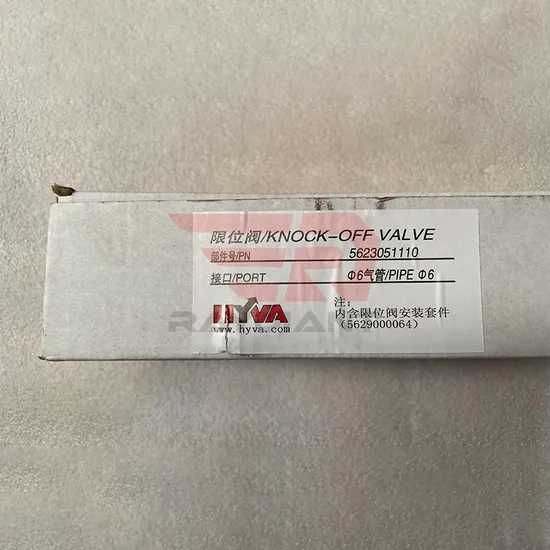 限位阀/KNOCK-OFF VALVE
部件号/PN 5623051110
接口/PORT Φ6气管/PIPE Φ6
HYVA
www.hyva.com
注:
内含限位阀安装套件
(5629000064)